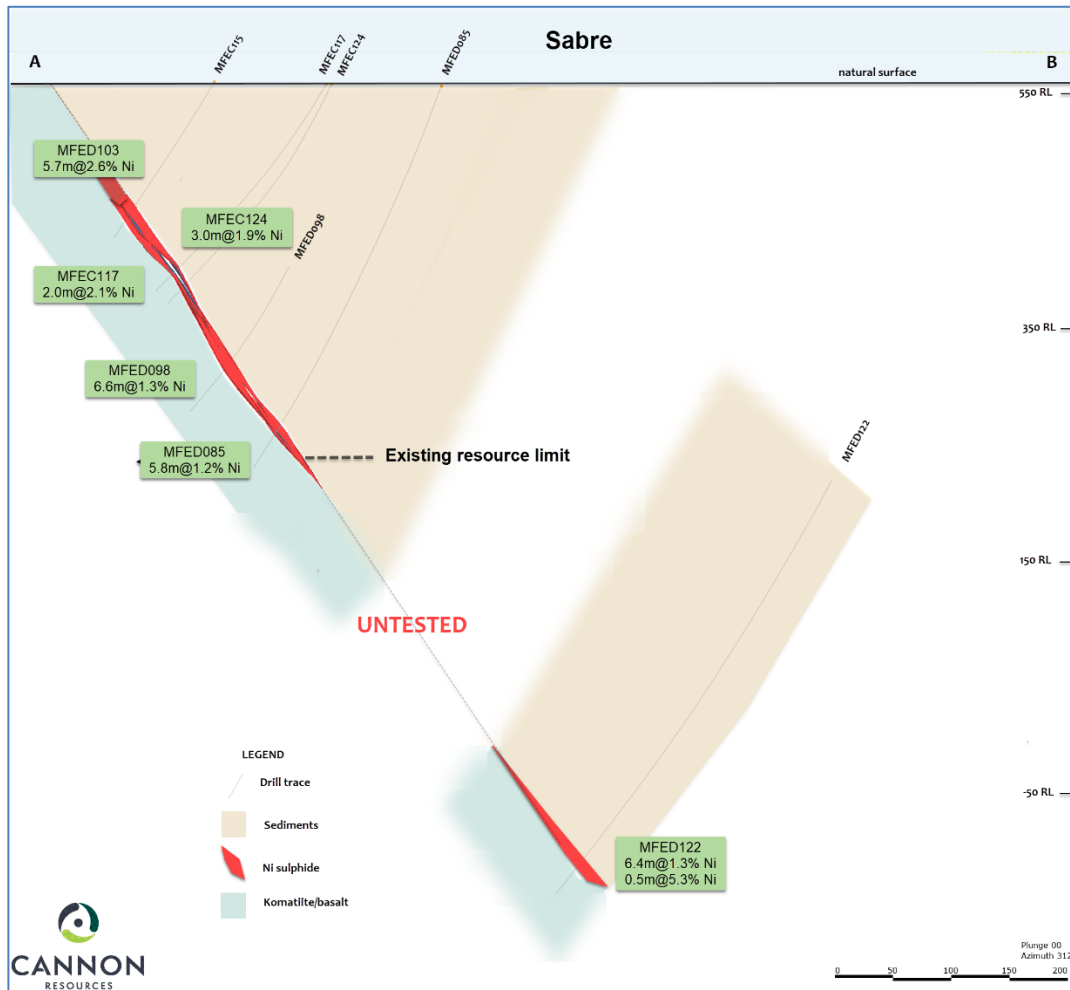 Sabre
A
B
MFEC115
MFEC117
MFEC124
MFED085
natural surface
550 RL
MFED103
5.7m@2.6% Ni
MFEC124
3.0m@1.9% Ni
MFED098
MFEC117
2.0m@2.1% Ni
350 RL
MFED098
6.6m@1.3% Ni
MFED085
5.8m@1.2% Ni
Existing resource limit
MFED122
150 RL
UNTESTED
LEGEND
Drill trace
Sediments
Ni sulphide
Komatiite/basalt
-50 RL
MFED122
6.4m@1.3% Ni
0.5m@5.3% Ni
CANNON
RESOURCES
Plunge 00
Azimuth 312
0 50 100 150 200